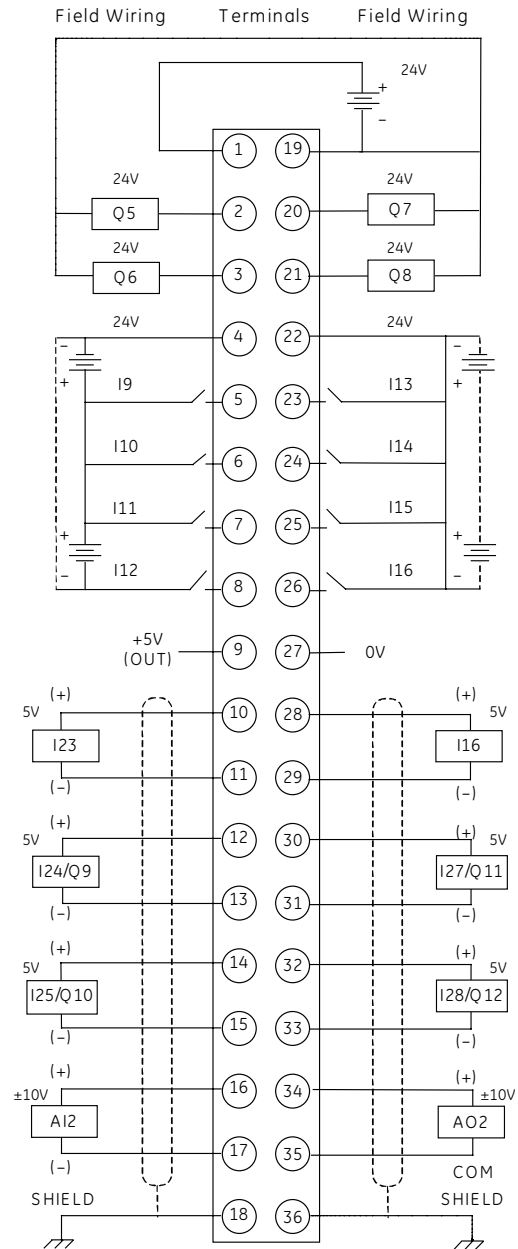 Field Wiring Terminals Field Wiring
24V
+
–
1 19
24V 24V
Q5 2 20 Q7
24V 24V
Q6 3 21 Q8
24V 4 22 24V
– –
+ +
I9 5 23 I13
I10 6 24 I14
I11 7 25 I15
+ +
– –
I12 8 26 I16
+5V
(OUT) 9 27 0V
(+) (+)
5V 10 28 5V
I23 I16
11 29
(–) (–)
(+) (+)
5V 12 30 5V
I24/Q9 I27/Q11
13 31
(–) (–)
(+) (+)
5V 14 32 5V
I25/Q10 I28/Q12
15 33
(–) (–)
(+) (+)
±10V 16 34 ±10V
AI2 AO2
17 35
(–) COM
SHIELD SHIELD
18 36